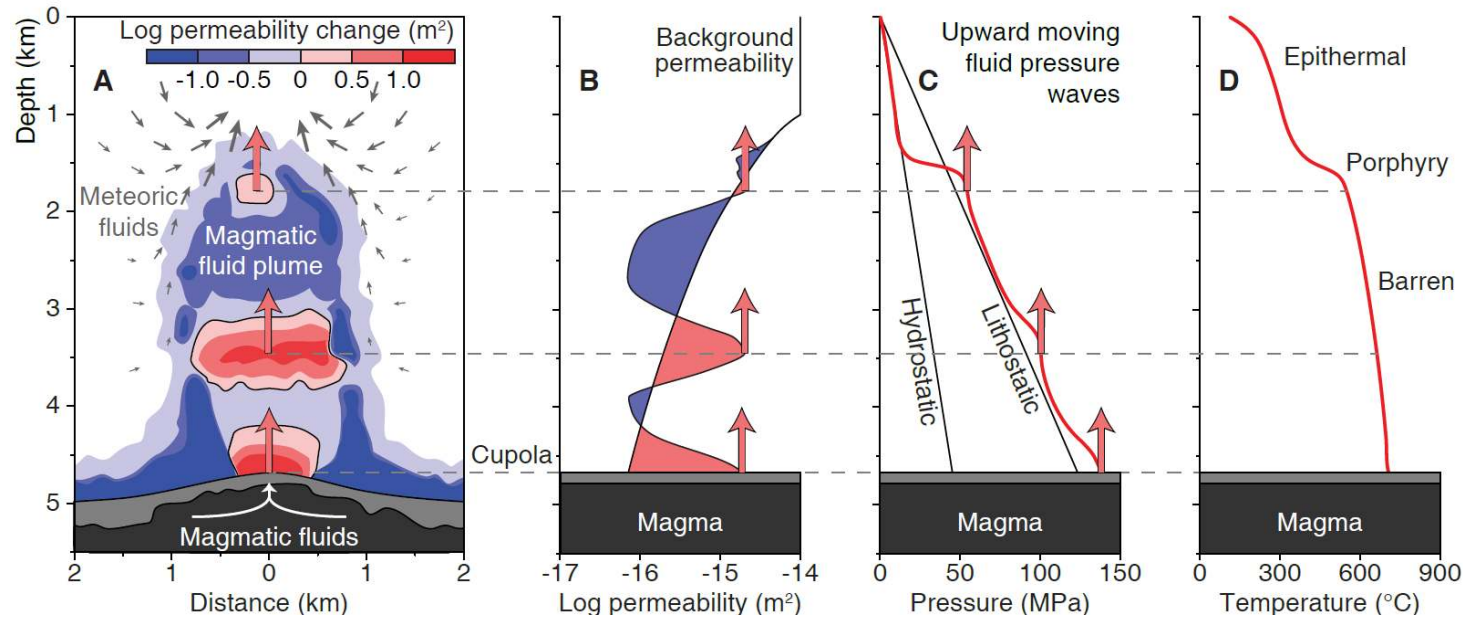 Depth (km)
0
1
2
3
4
5
Log permeability change (m²)
-1.0 -0.5 0 0.5 1.0
A
Meteoric
fluids
Magmatic
fluid plume
Magmatic fluids
2 1 0 1 2
Distance (km)
Cupola
Background
permeability
B
Magma
-17 -16 -15 -14
Log permeability (m²)
Upward moving
fluid pressure
waves
C
Hydrostatic
Lithostatic
Magma
0 50 100 150
Pressure (MPa)
D
Epithermal
Porphyry
Barren
Magma
0 300 600 900
Temperature (°C)